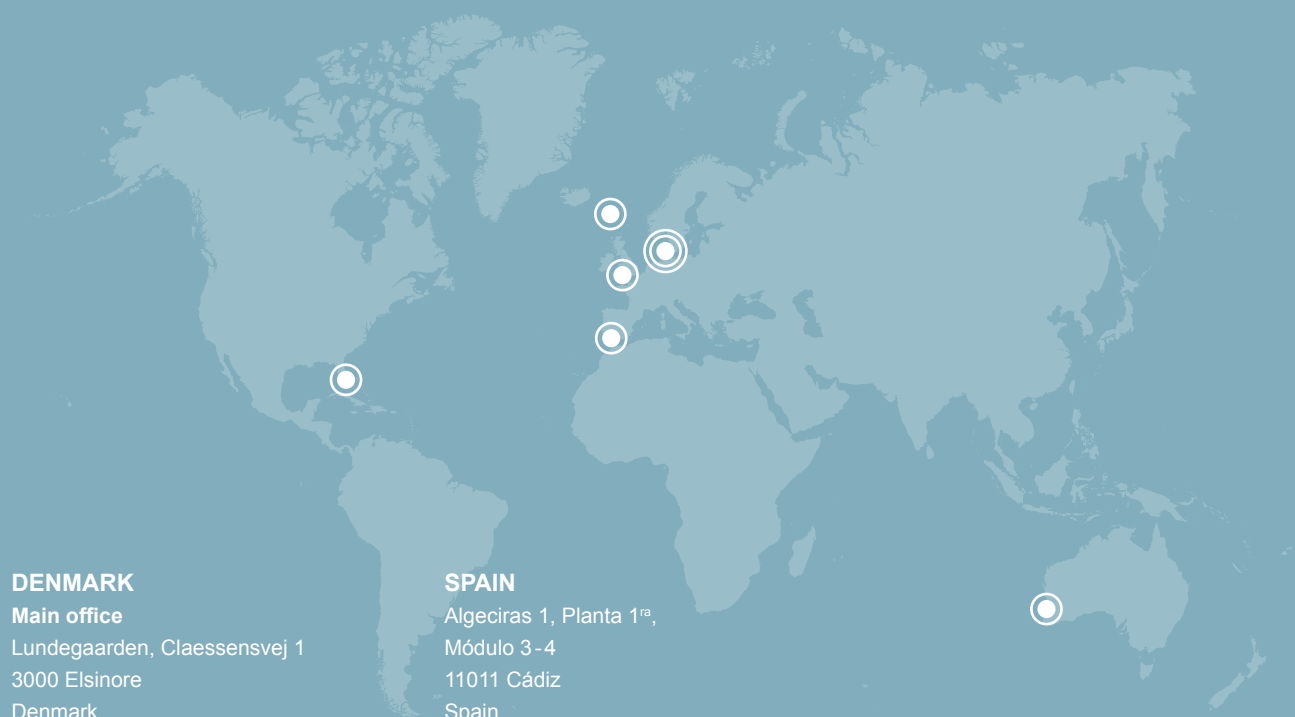 DENMARK
Main office
Lundegaarden, Claessensvej 1
3000 Elsinore
Denmark
SPAIN
Algeciras 1, Planta 1ra,
Módulo 3-4
11011 Cádiz
Spain